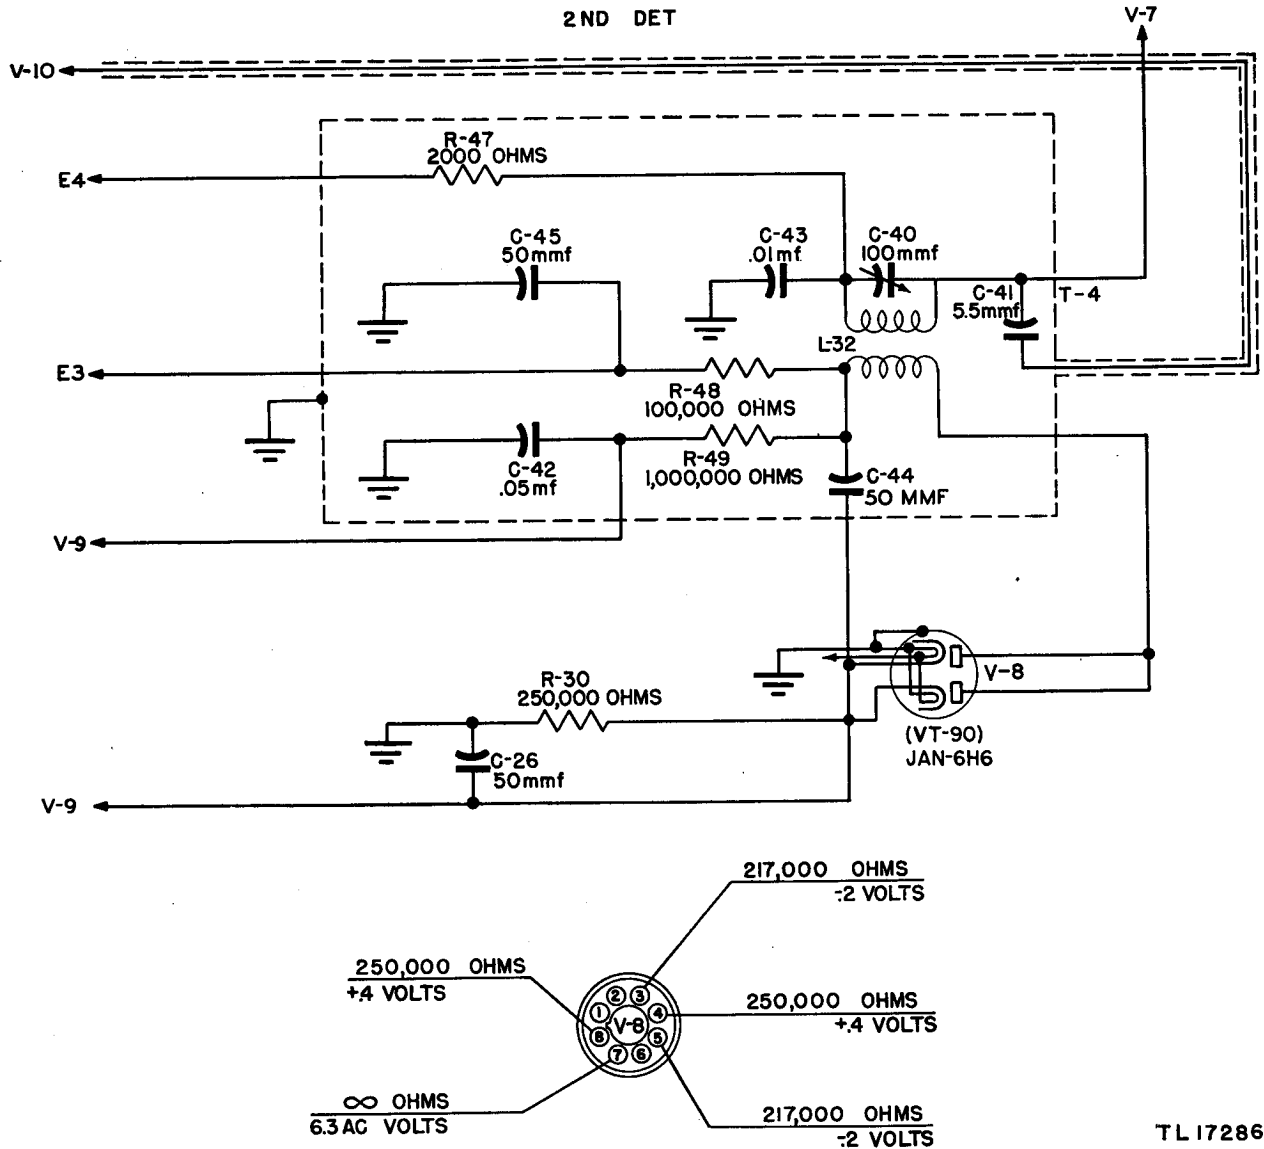 2ND DET
V-7
V-10
R-47
2000 OHMS
E4
C-45
50mmf
C-43
.01mf
C-40
100mmf
C-41
5.5mmf
T-4
L-32
E3
R-48
100,000 OHMS
C-42
.05mf
R-49
1,000,000 OHMS
C-44
50 MMF
V-9
R-30
250,000 OHMS
V-8
(VT-90)
JAN-6H6
C-26
50mmf
V-9
217,000 OHMS
-.2 VOLTS
250,000 OHMS
+.4 VOLTS
2 3
1 4
V-8
8 5
7 6
250,000 OHMS
+.4 VOLTS
∞ OHMS
6.3 AC VOLTS
217,000 OHMS
-.2 VOLTS
TL17286